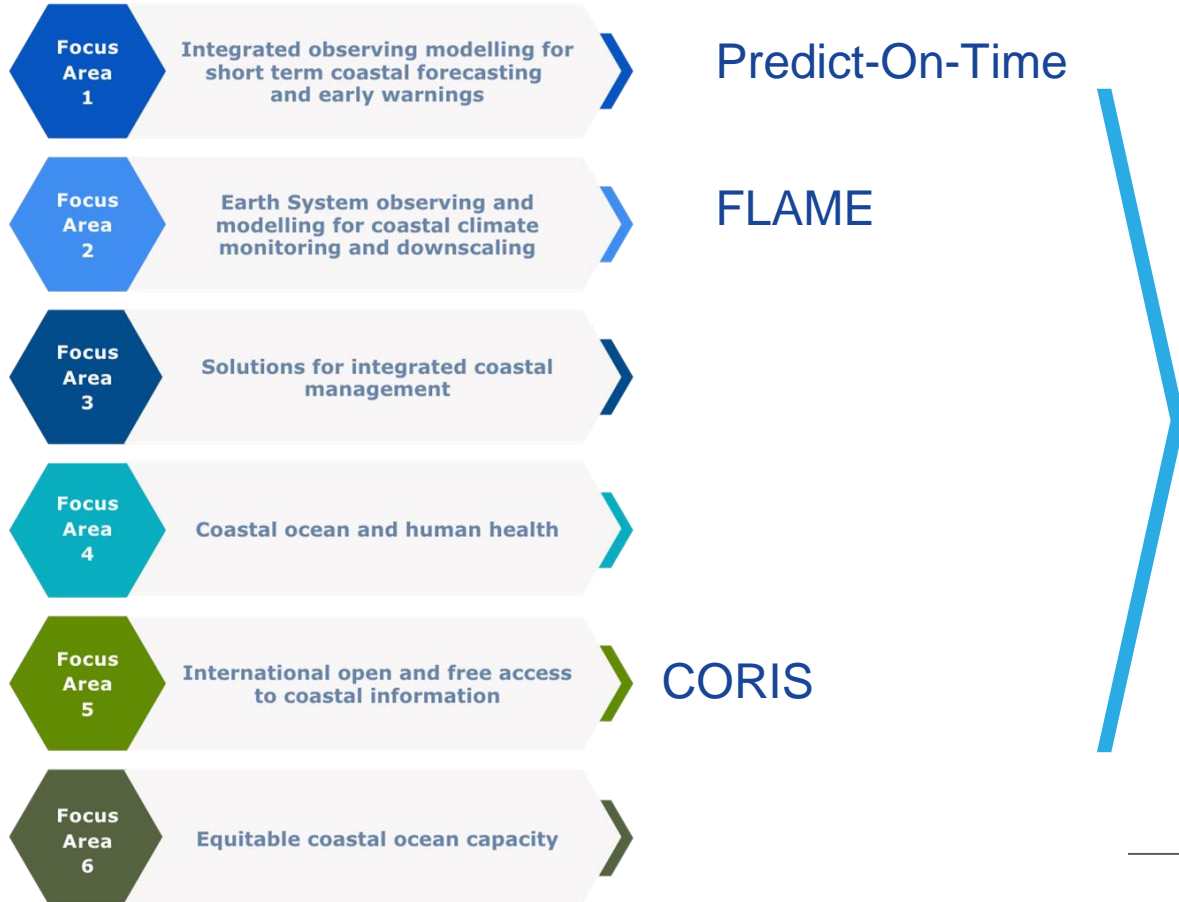 Focus
Area
1
Integrated observing modelling for
short term coastal forecasting
and early warnings
Predict-On-Time
Focus
Area
2
Earth System observing and
modelling for coastal climate
monitoring and downscaling
FLAME
Focus
Area
3
Solutions for integrated coastal
management
Focus
Area
4
Coastal ocean and human health
Focus
Area
5
International open and free access
to coastal information
CORIS
Focus
Area
6
Equitable coastal ocean capacity